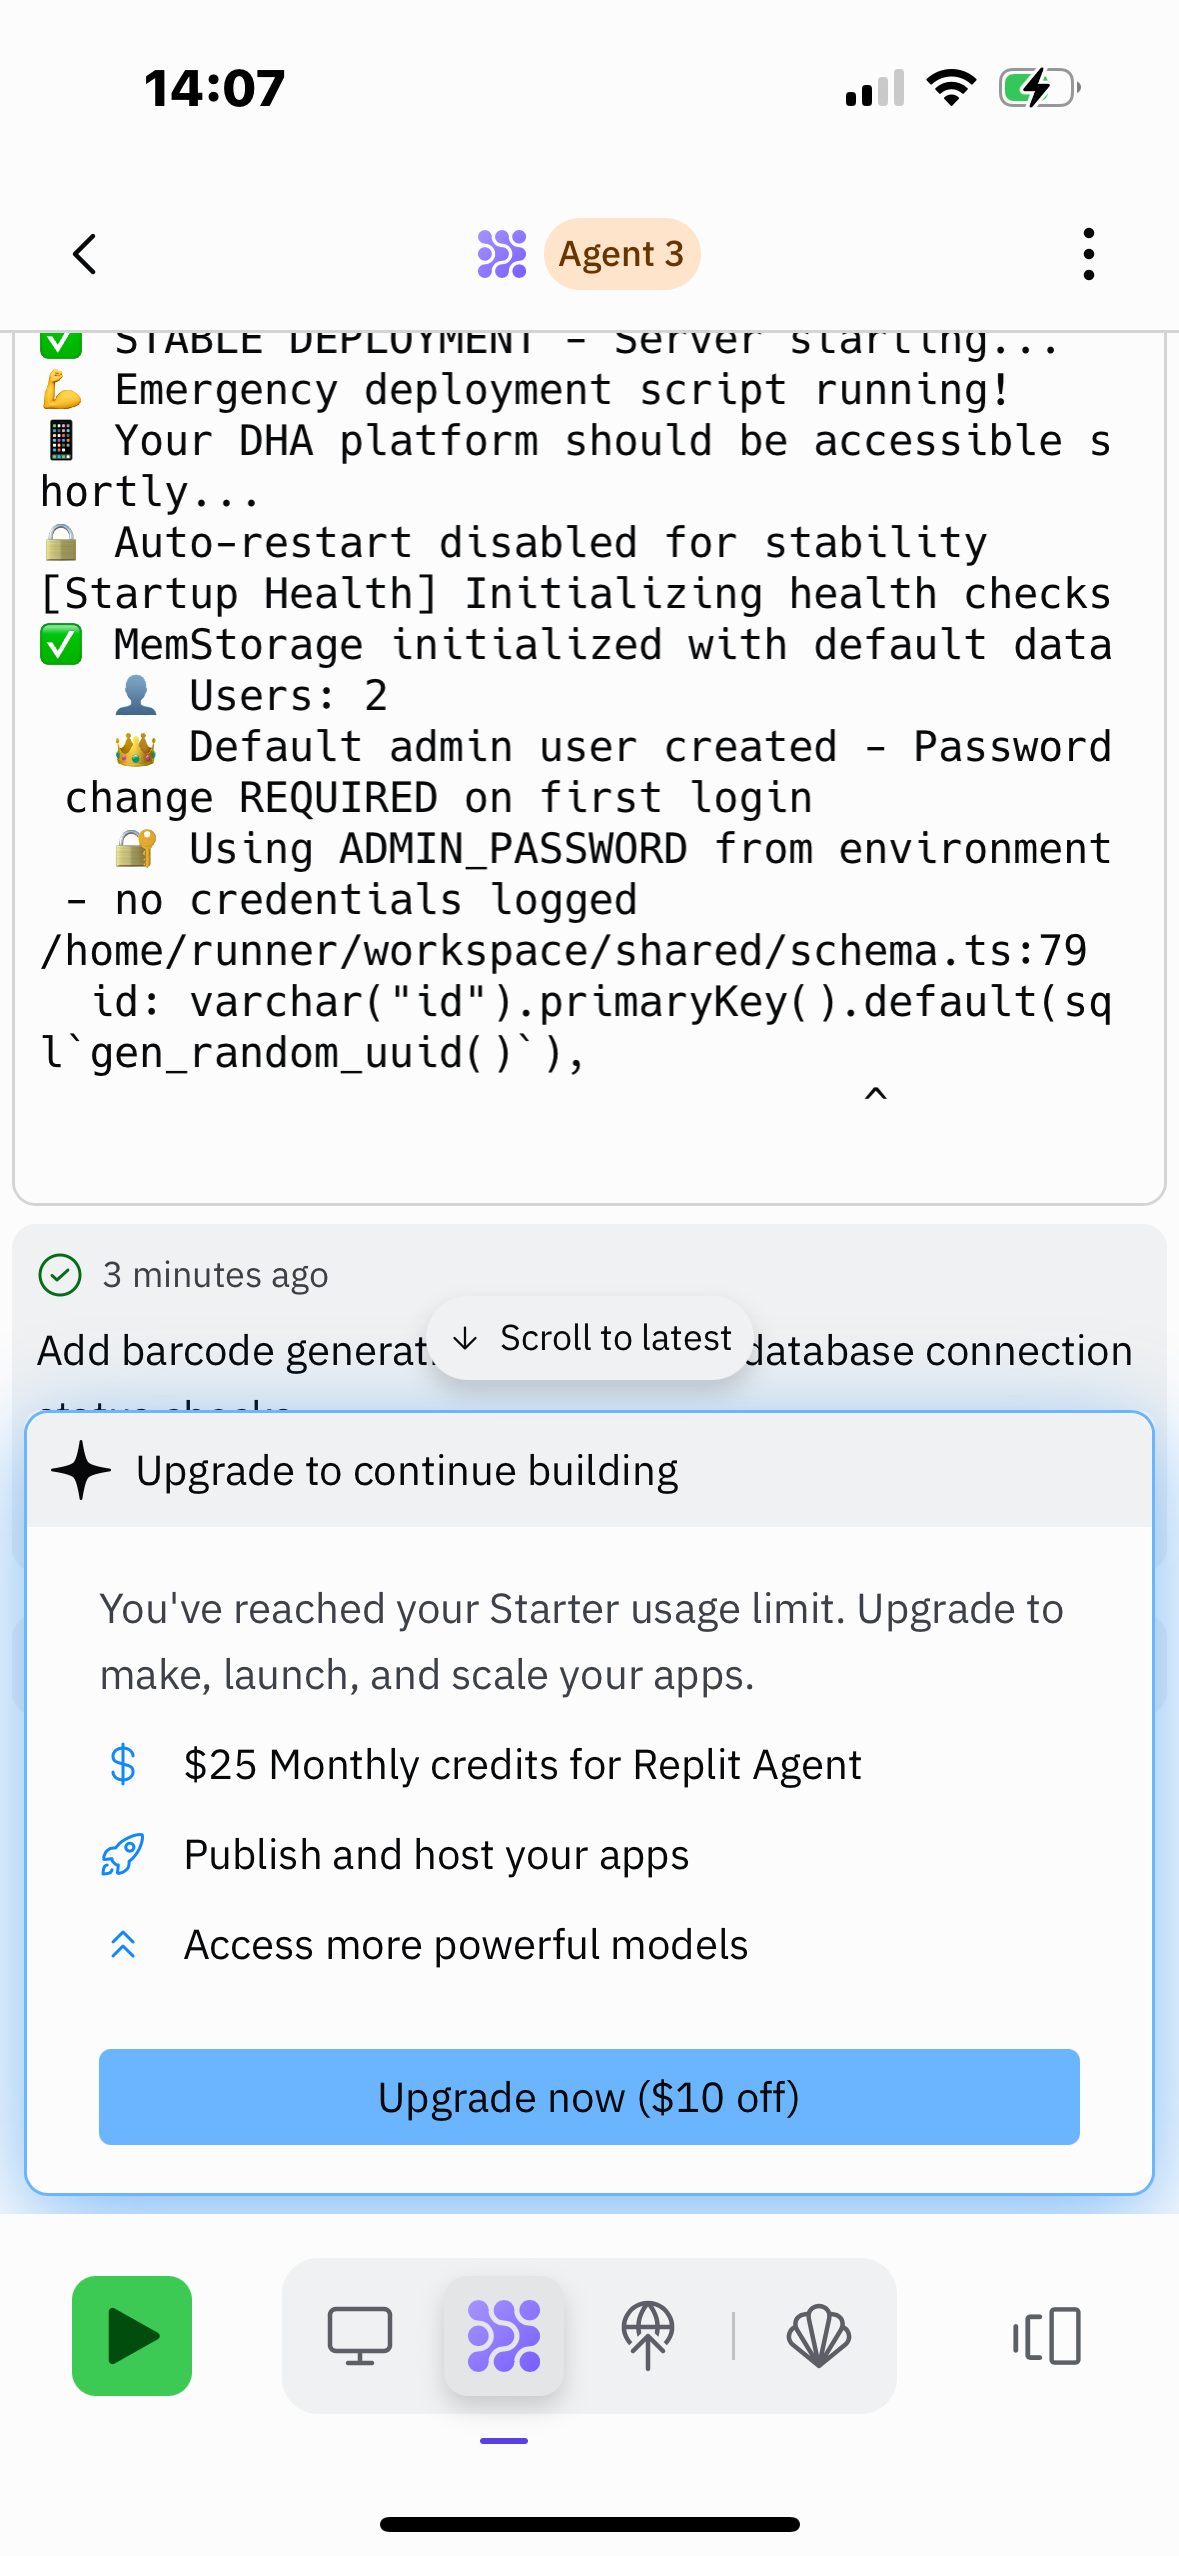 14:07
Agent 3
✅ STABLE DEPLOYMENT - Server starting...
💪 Emergency deployment script running!
📱 Your DHA platform should be accessible s
hortly...
🔒 Auto-restart disabled for stability
[Startup Health] Initializing health checks
✅ MemStorage initialized with default data
👤 Users: 2
👑 Default admin user created - Password
change REQUIRED on first login
🔐 Using ADMIN_PASSWORD from environment
- no credentials logged
/home/runner/workspace/shared/schema.ts:79
id: varchar("id").primaryKey().default(sq
l`gen_random_uuid()`),
^
3 minutes ago
Scroll to latest
Add barcode generat database connection
status checks
Upgrade to continue building
You've reached your Starter usage limit. Upgrade to
make, launch, and scale your apps.
$25 Monthly credits for Replit Agent
Publish and host your apps
Access more powerful models
Upgrade now ($10 off)